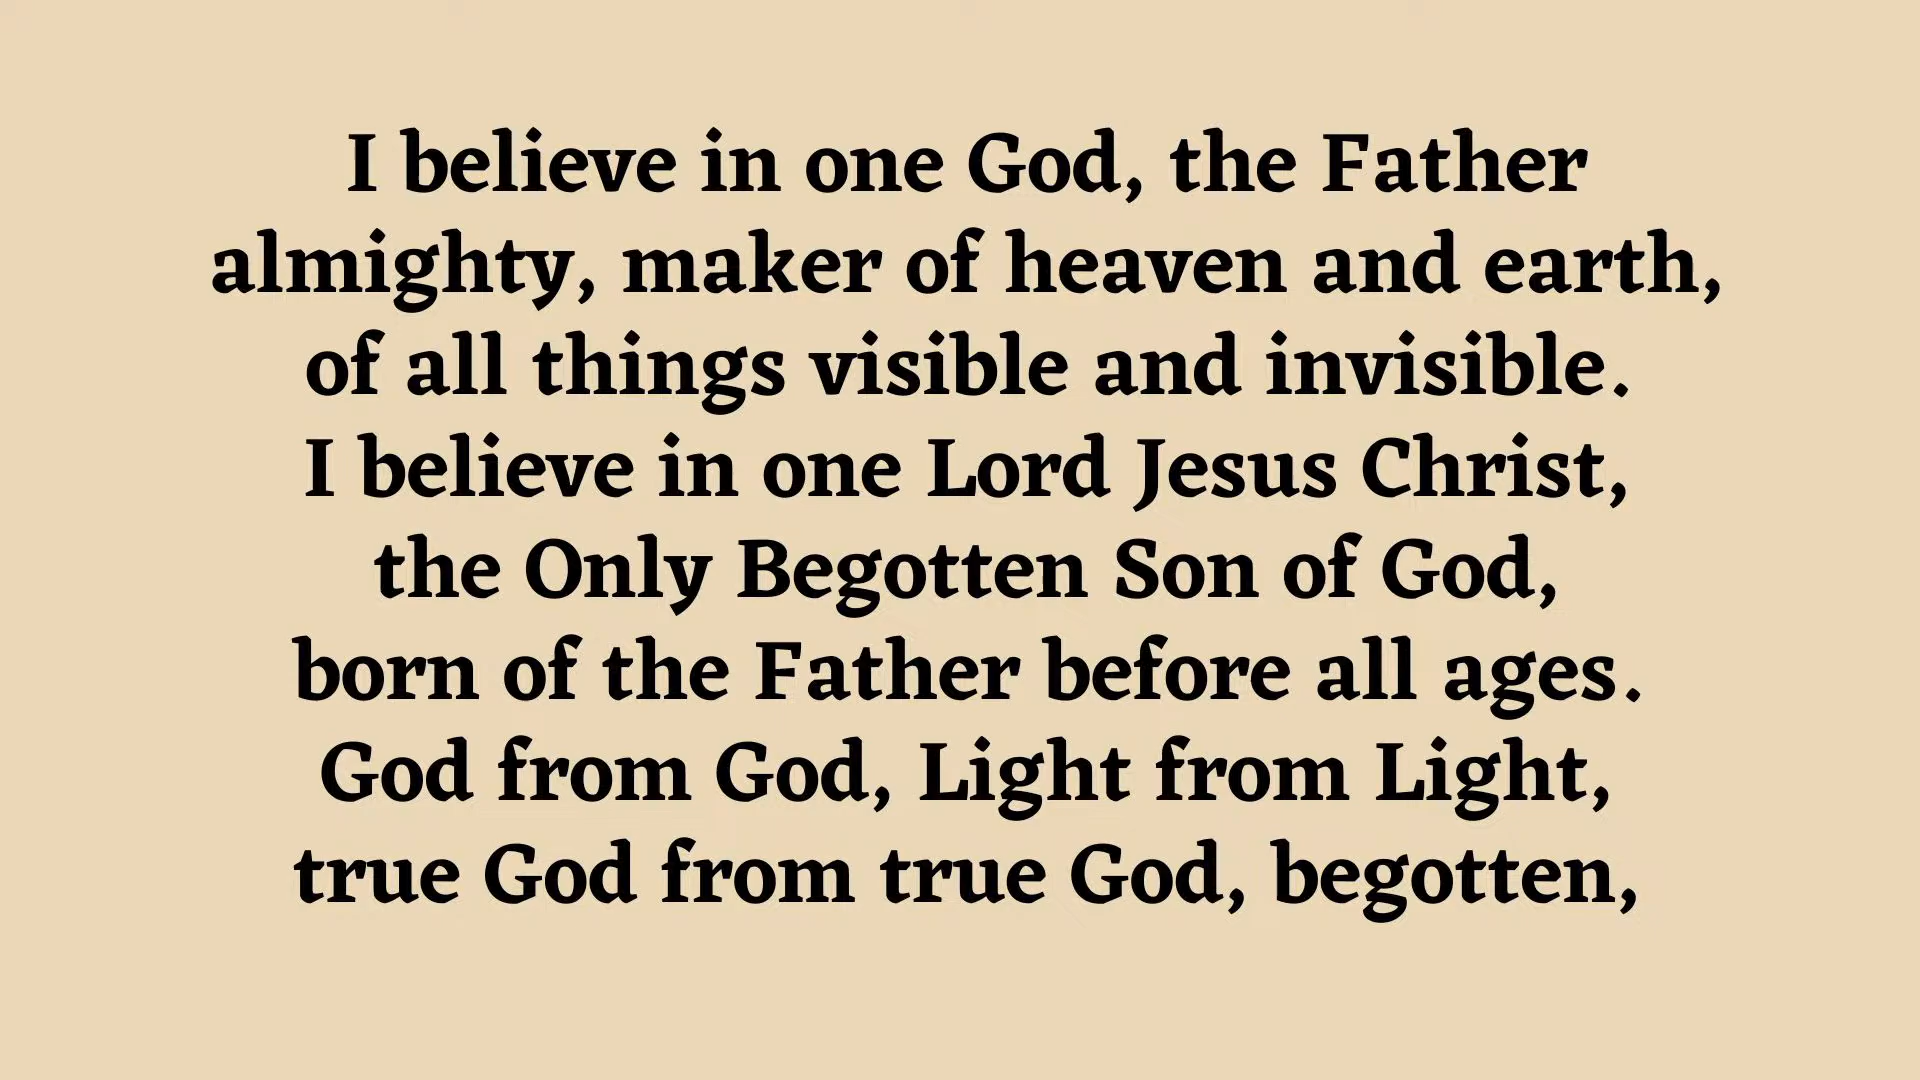 I believe in one God, the Father
almighty, maker of heaven and earth,
of all things visible and invisible.
I believe in one Lord Jesus Christ,
the Only Begotten Son of God,
born of the Father before all ages.
God from God, Light from Light,
true God from true God, begotten,